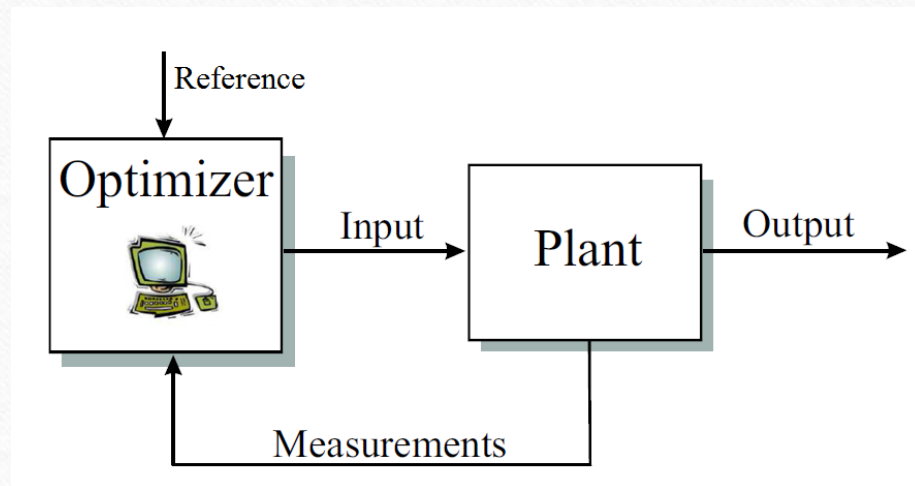 Reference
Optimizer
Input
Plant
Output
Measurements